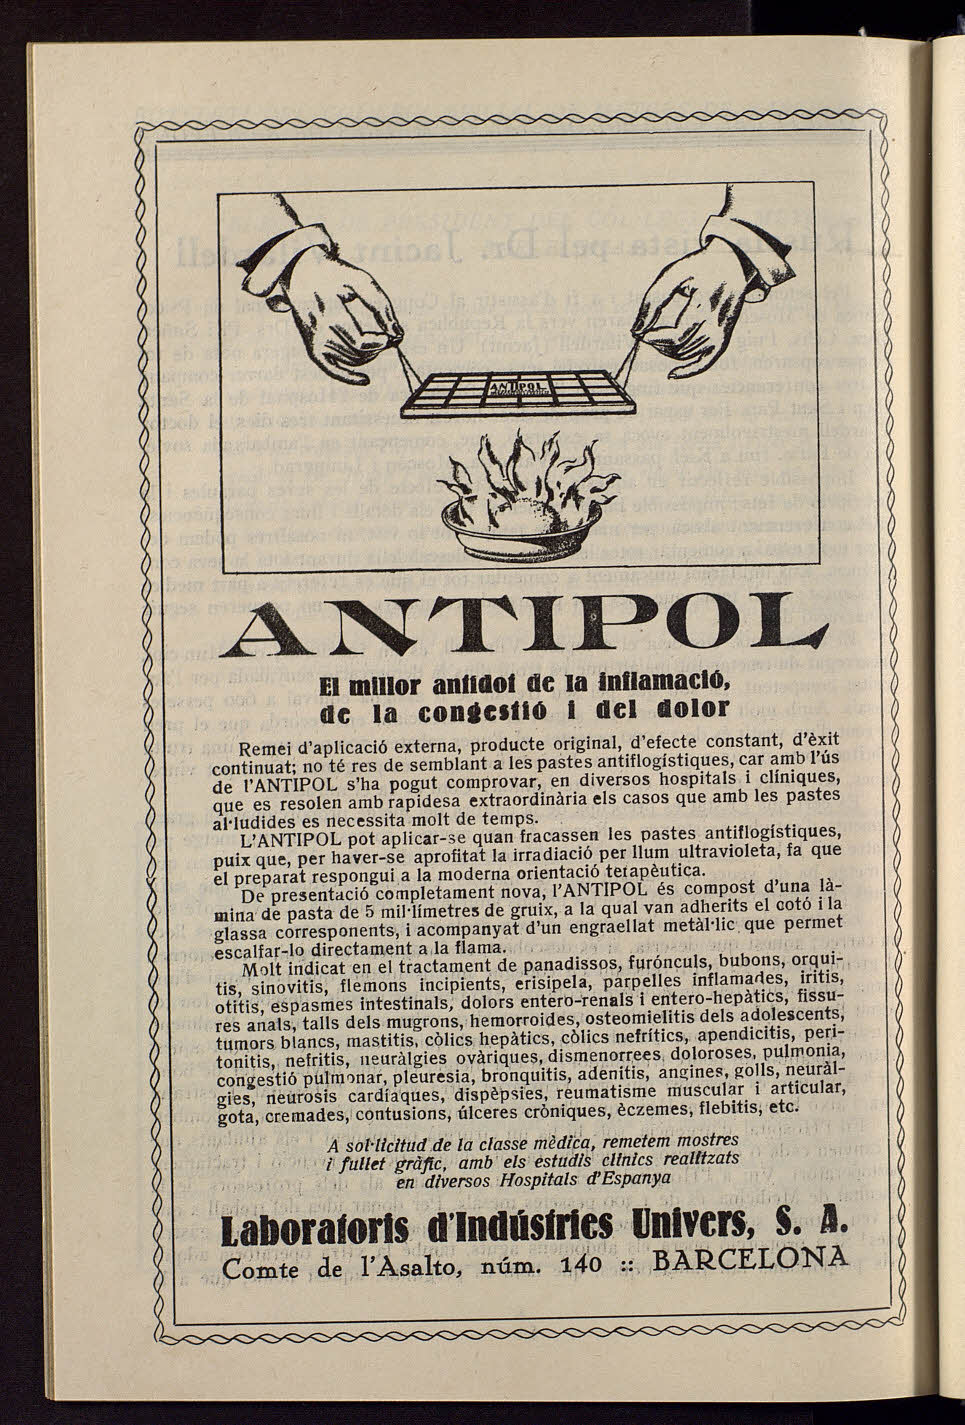 ANTIPOL
ANTIPOL
El millor antídot de la inflamació,
de la congestió i del dolor
Remei d'aplicació externa, producte original, d'efecte constant, d'èxit
continuat; no té res de semblant a les pastes antiflogístiques, car amb l'ús
de l'ANTIPOL s'ha pogut comprovar, en diversos hospitals i clíniques,
que es resolen amb rapidesa extraordinària els casos que amb les pastes
al·ludides es necessita molt de temps.
L'ANTIPOL pot aplicar-se quan fracassen les pastes antiflogístiques,
puix que, per haver-se aprofitat la irradiació per llum ultravioleta, fa que
el preparat respongui a la moderna orientació terapèutica.
De presentació completament nova, l'ANTIPOL és compost d'una là-
mina de pasta de 5 mil·límetres de gruix, a la qual van adherits el cotó i la
glassa corresponents, i acompanyat d'un engraellat metàl·lic que permet
escalfar-lo directament a la flama.
Molt indicat en el tractament de panadissos, furónculs, bubons, orqui-
tis, sinovitis, flemons incipients, erisipela, parpelles inflamades, iritis,
otitis, espasmes intestinals, dolors entero-renals i entero-hepàtics, fissu-
res anals, talls dels mugrons, hemorroides, osteomielitis dels adolescents,
tumors blancs, mastitis, còlics hepàtics, còlics nefrítics, apendicitis, peri-
tonitis, nefritis, neuràlgies ovàriques, dismenorrees doloroses, pulmonia,
congestió pulmonar, pleuresia, bronquitis, adenitis, angines, golls, neuràl-
gies, neurosis cardíaques, dispèpsies, reumatisme muscular i articular,
gota, cremades, contusions, úlceres cròniques, èczemes, flebitis, etc.
A sol·licitud de la classe mèdica, remetem mostres
i fullet gràfic, amb els estudis clínics realitzats
en diversos Hospitals d'Espanya
Laboratoris d'Indústries Univers, S. A.
Comte de l'Asalto, núm. 140 :: BARCELONA